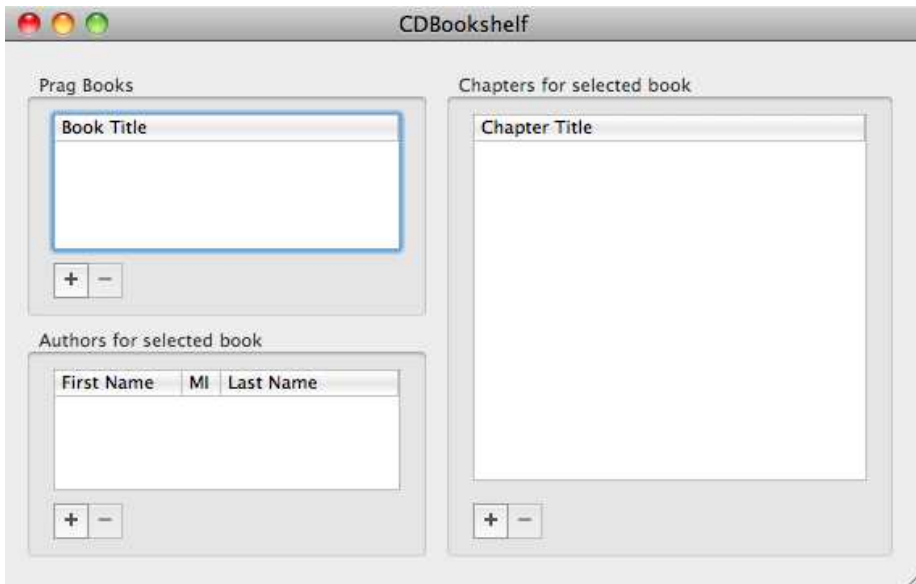 CDBookshelf
Prag Books
Book Title
+ −
Authors for selected book
First Name MI Last Name
+ −
Chapters for selected book
Chapter Title
+ −